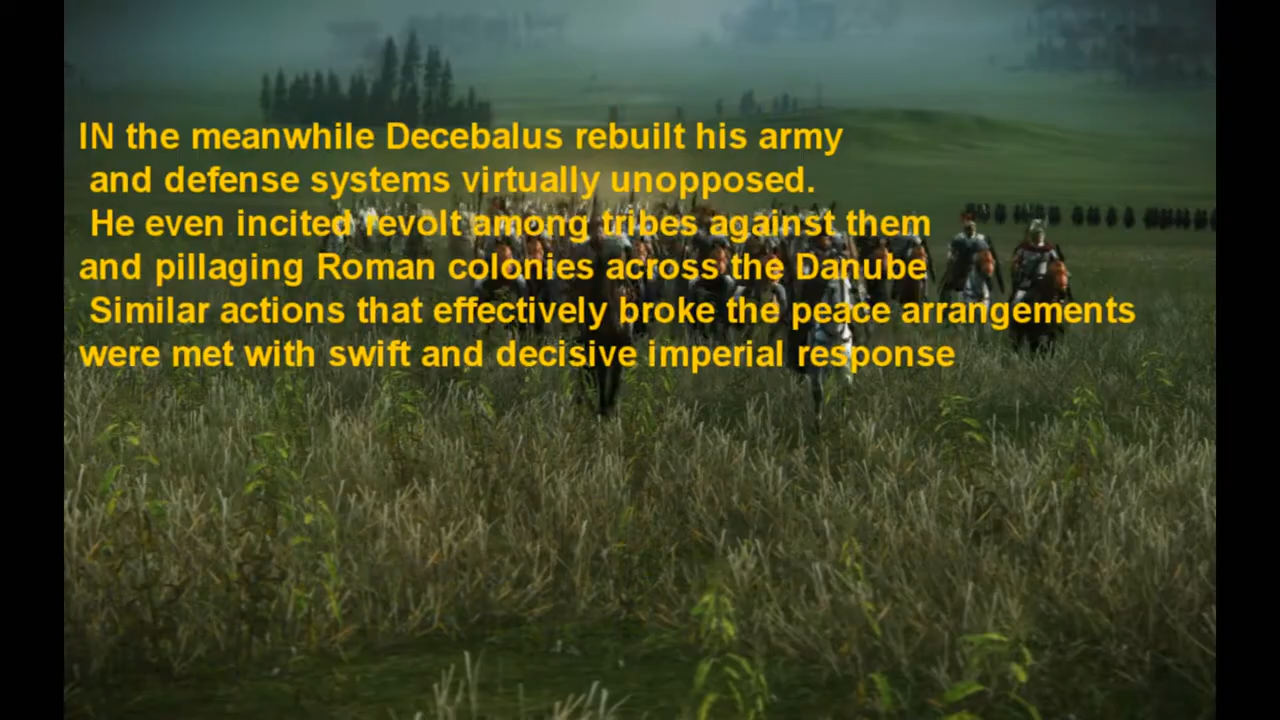 IN the meanwhile Decebalus rebuilt his army
and defense systems virtually unopposed.
He even incited revolt among tribes against them
and pillaging Roman colonies across the Danube
Similar actions that effectively broke the peace arrangements
were met with swift and decisive imperial response